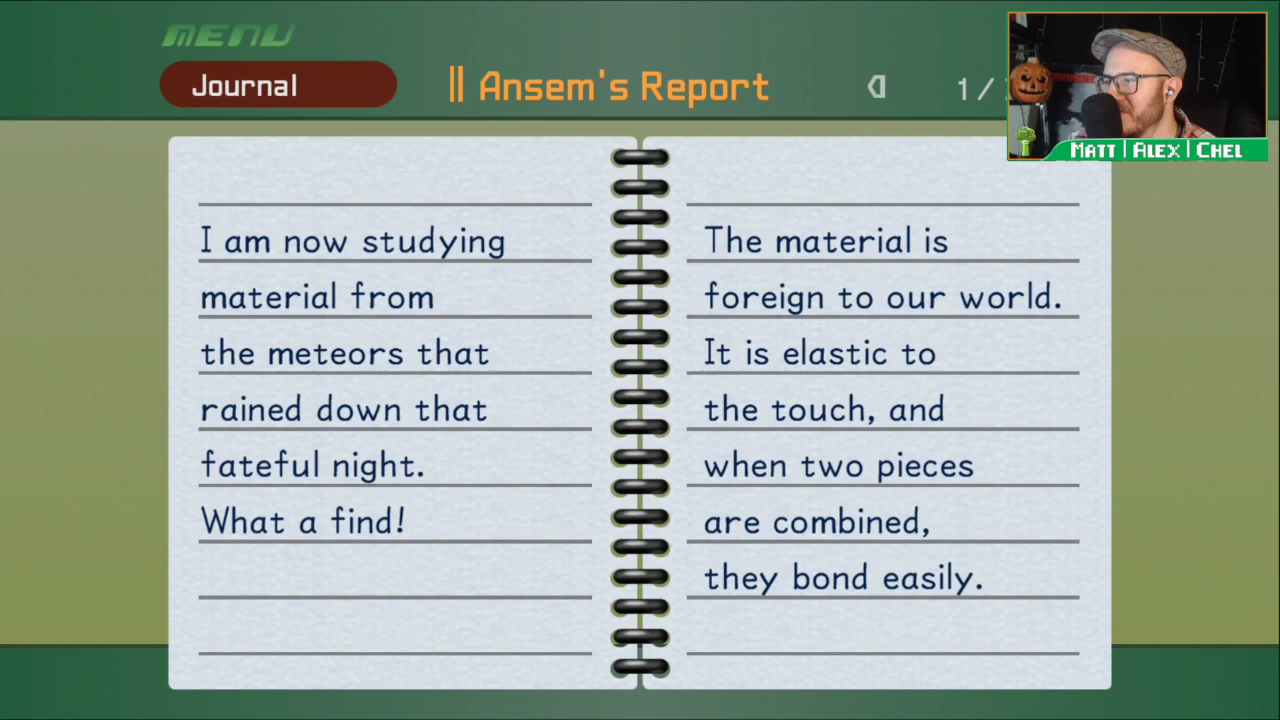 MENU
Journal
Ansem's Report
1 /
MATT | ALEX | CHEL
I am now studying
material from
the meteors that
rained down that
fateful night.
What a find!
The material is
foreign to our world.
It is elastic to
the touch, and
when two pieces
are combined,
they bond easily.